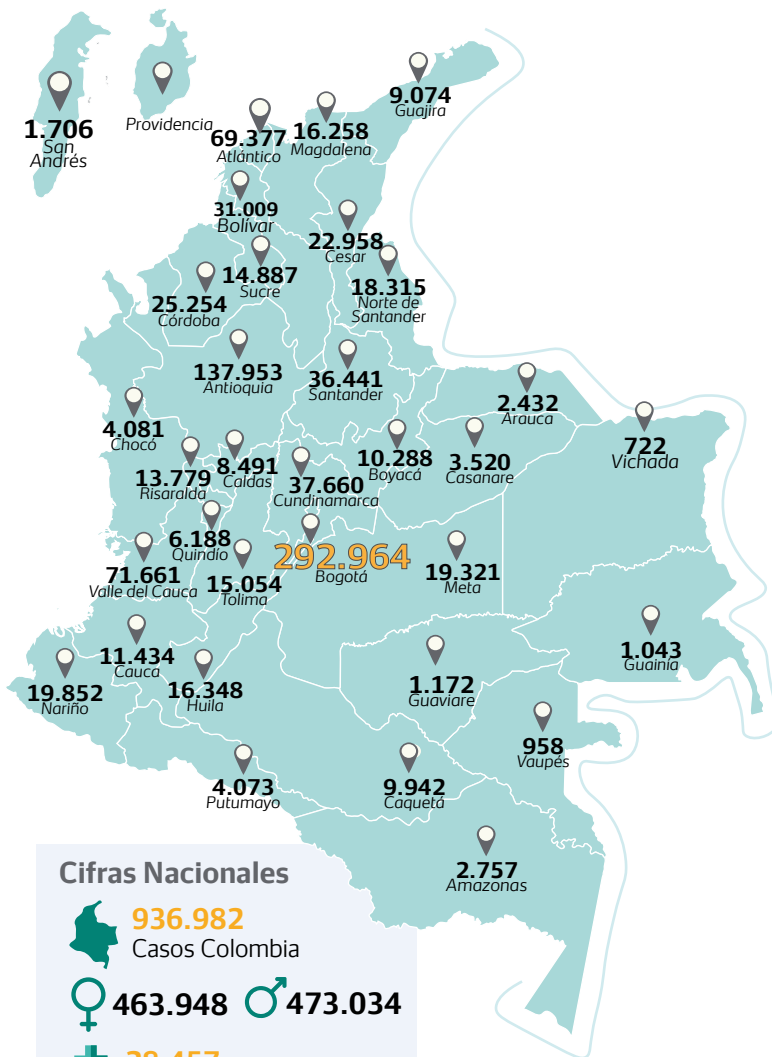 1.706
San
Andrés
Providencia
9.074
Guajira
69.377
Atlántico
16.258
Magdalena
31.009
Bolívar
22.958
Cesar
14.887
Sucre
18.315
Norte de
Santander
25.254
Córdoba
137.953
Antioquia
36.441
Santander
2.432
Arauca
4.081
Chocó
722
Vichada
13.779
Risaralda
8.491
Caldas
37.660
Cundinamarca
10.288
Boyacá
3.520
Casanare
6.188
Quindío
292.964
Bogotá
71.661
Valle del Cauca
15.054
Tolima
19.321
Meta
11.434
Cauca
1.043
Guainía
19.852
Nariño
16.348
Huila
1.172
Guaviare
958
Vaupés
4.073
Putumayo
9.942
Caquetá
2.757
Amazonas
Cifras Nacionales
936.982
Casos Colombia
463.948 473.034
28.457